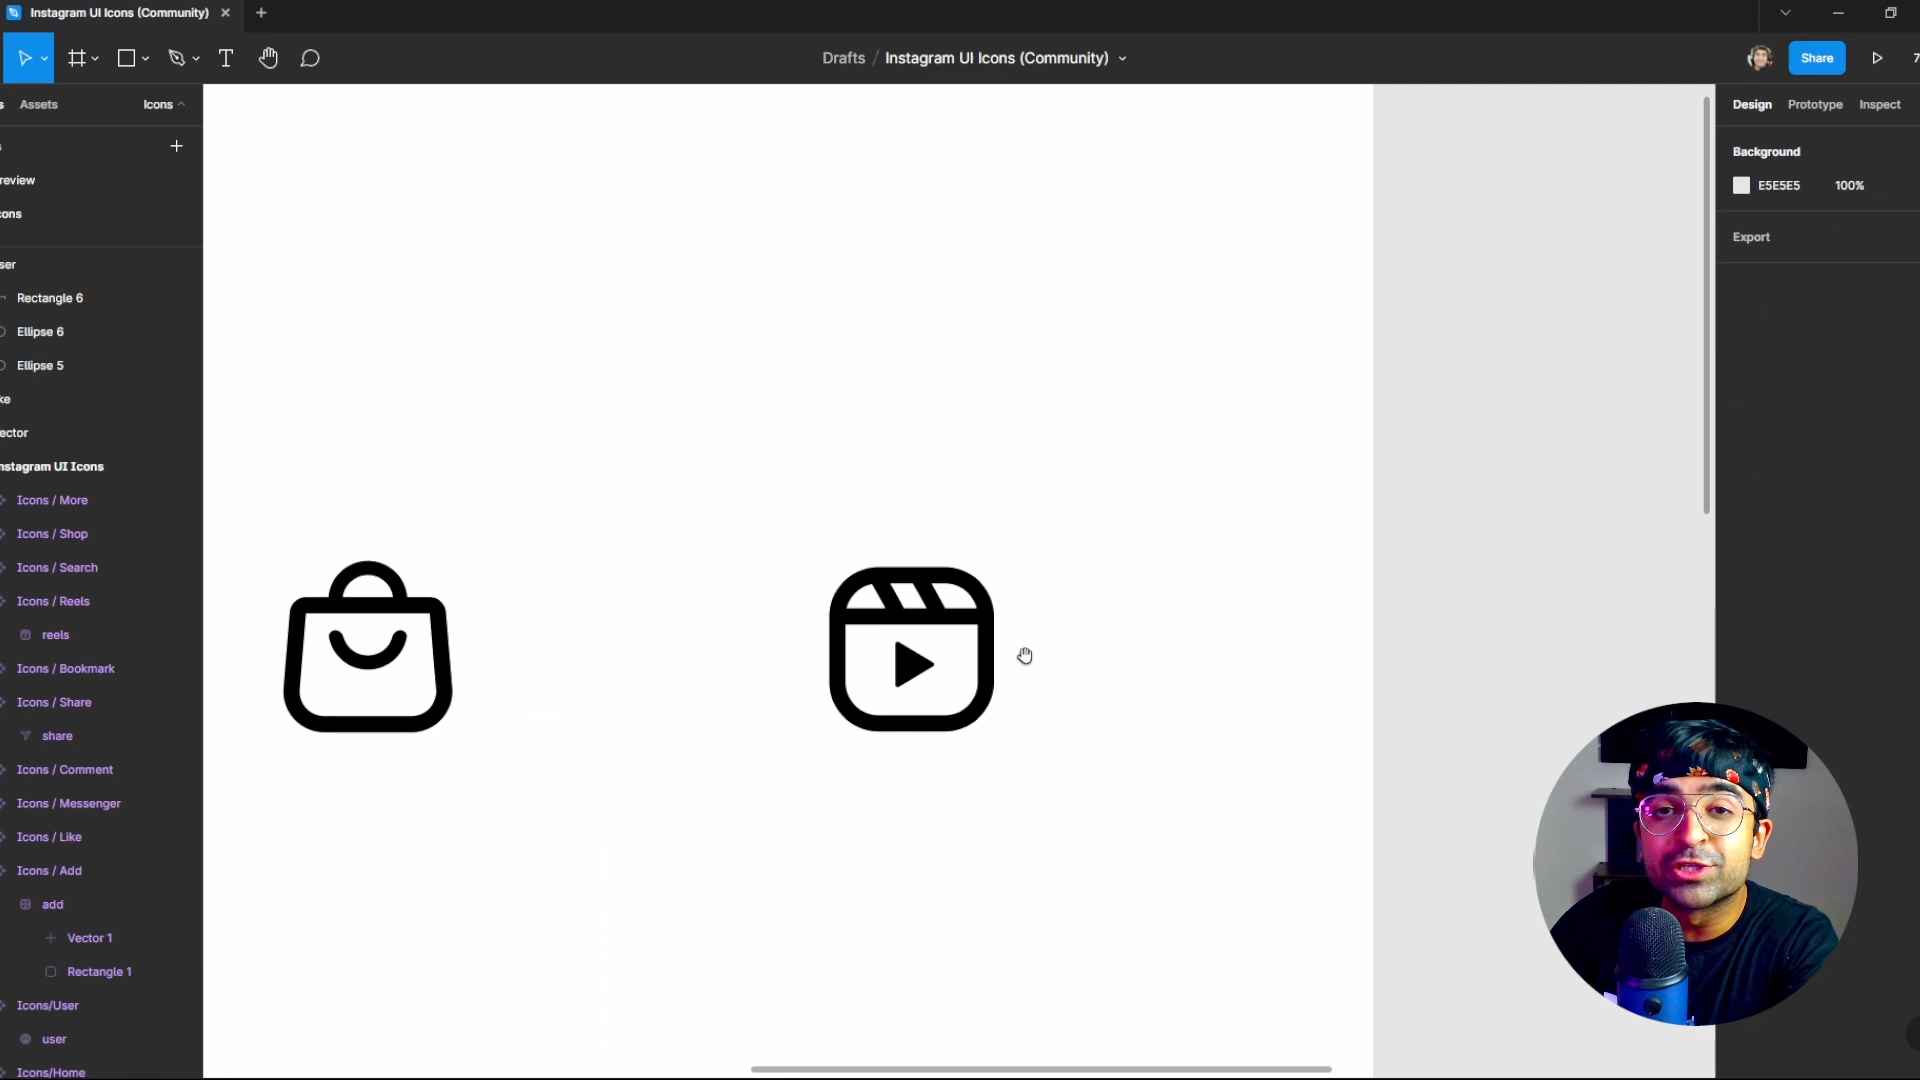 Instagram UI Icons (Community)
Drafts / Instagram UI Icons (Community)
Share
7
s Assets Icons
s
review
cons
ser
Rectangle 6
Ellipse 6
Ellipse 5
ke
ector
nstagram UI Icons
Icons / More
Icons / Shop
Icons / Search
Icons / Reels
reels
Icons / Bookmark
Icons / Share
share
Icons / Comment
Icons / Messenger
Icons / Like
Icons / Add
add
Vector 1
Rectangle 1
Icons/User
user
Icons/Home
Design Prototype Inspect
Background
E5E5E5 100%
Export